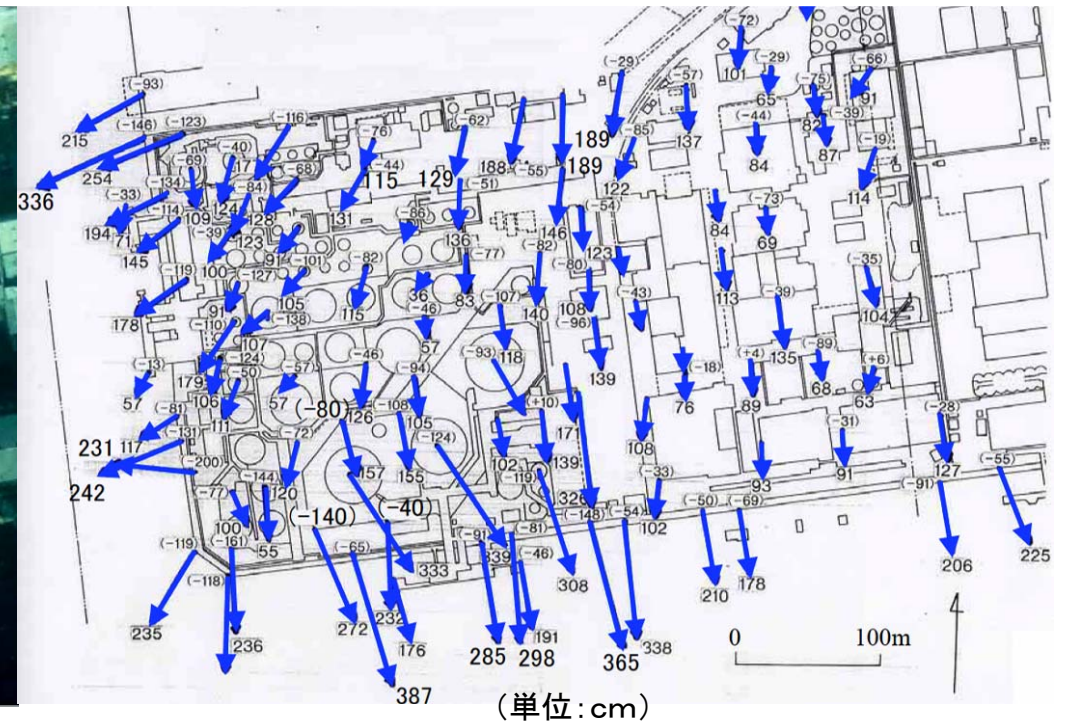 (-72)
(-29) (-29) (-66)
(-93) (-57) 101 (-75)
65 91
(-39)
(-116) (-62) (-44) 82
(-146) (-123) (-76) (-85) 137 (-19)
215 189
(-40) 87
(-69) 17 (-44) 188 (-55) 189 84
254 (-68) 115 129
(-134) (-84) (-51) 122
336 (-33) 114
(-114) 109 124 128 131 (-86) (-54) (-73)
194 71 (-39) 123 136 146 84 69
145 (-82) 123
100 91 (-101) (-82) (-77) (-80) (-35)
(-119) (-127)
105 36 83 (-107) (-43) 113 (-39)
178 91 115 (-46) 140 108 104
(-110) (-138) (-96)
107 57 118
(-124) (-46) (-93) 135 (-89)
(-13) (-50) (-57) (-94) 139 (-18) (+4) (+6)
179 68
57 106 57 76 89 63
(-81) 111 (-80) 126 (-108) 105 (+10) (-28)
(-131) (-72) (-124) 171 (-31)
231 117 108
(-200) 102 139 (-33) 91 127 (-55)
242 (-144) 157 155 (-119) 93 (-91)
(-77) 120 326 (-50) (-69)
100 (-140) (-40) (-148) (-54) 102
(-161) 55 (-81)
(-119) (-65) (-91) 339 (-46) 225
(-118) 333 308 206
210 178
235 232 191
236 272 176 338
285 298 365
0 100m
387
(単位:cm)